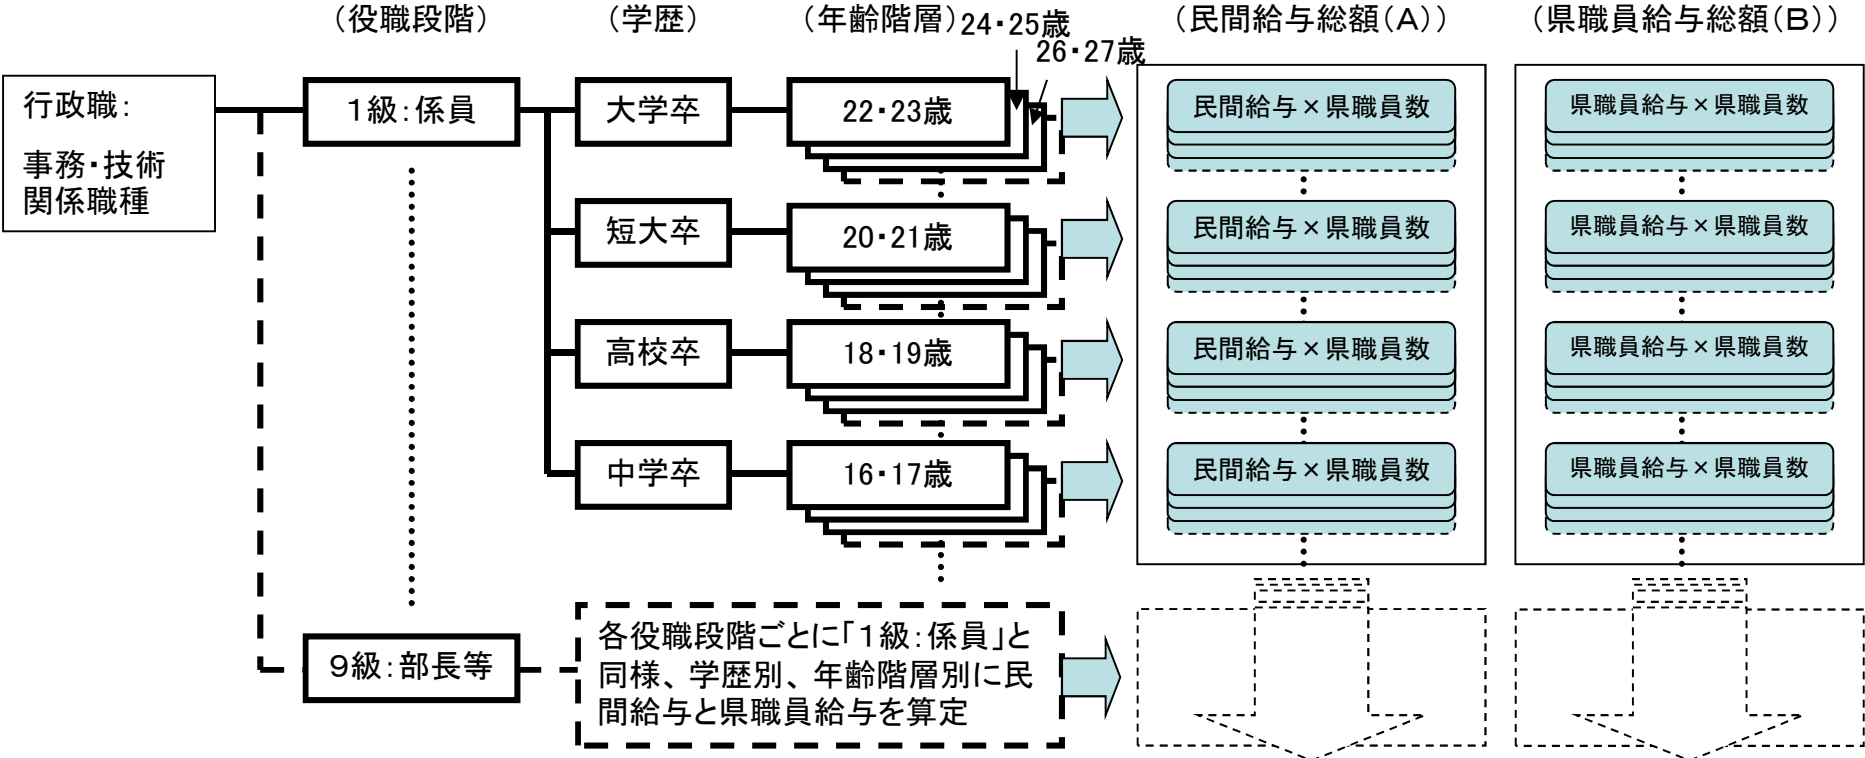 （役職段階）
（学歴）
（年齢階層）
24・25歳
26・27歳
（民間給与総額（Ａ））
（県職員給与総額（Ｂ））
行政職：
事務・技術
関係職種
１級：係員
大学卒
22・23歳
民間給与×県職員数
県職員給与×県職員数
短大卒
20・21歳
民間給与×県職員数
県職員給与×県職員数
高校卒
18・19歳
民間給与×県職員数
県職員給与×県職員数
中学卒
16・17歳
民間給与×県職員数
県職員給与×県職員数
９級：部長等
各役職段階ごとに「１級：係員」と
同様、学歴別、年齢階層別に民
間給与と県職員給与を算定